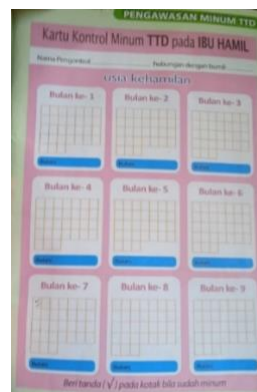 PENGAWASAN MINUM TTD
Kartu Kontrol Minum TTD pada IBU HAMIL
Nama Pengontrol
hubungan dengan bumil
usia kehamilan
Bulan ke- 1 Bulan ke- 2 Bulan ke- 3
Bulan ke- 4 Bulan ke- 5 Bulan ke- 6
Bulan ke- 7 Bulan ke- 8 Bulan ke- 9
Beri tanda (√) pada kotak bila sudah minum